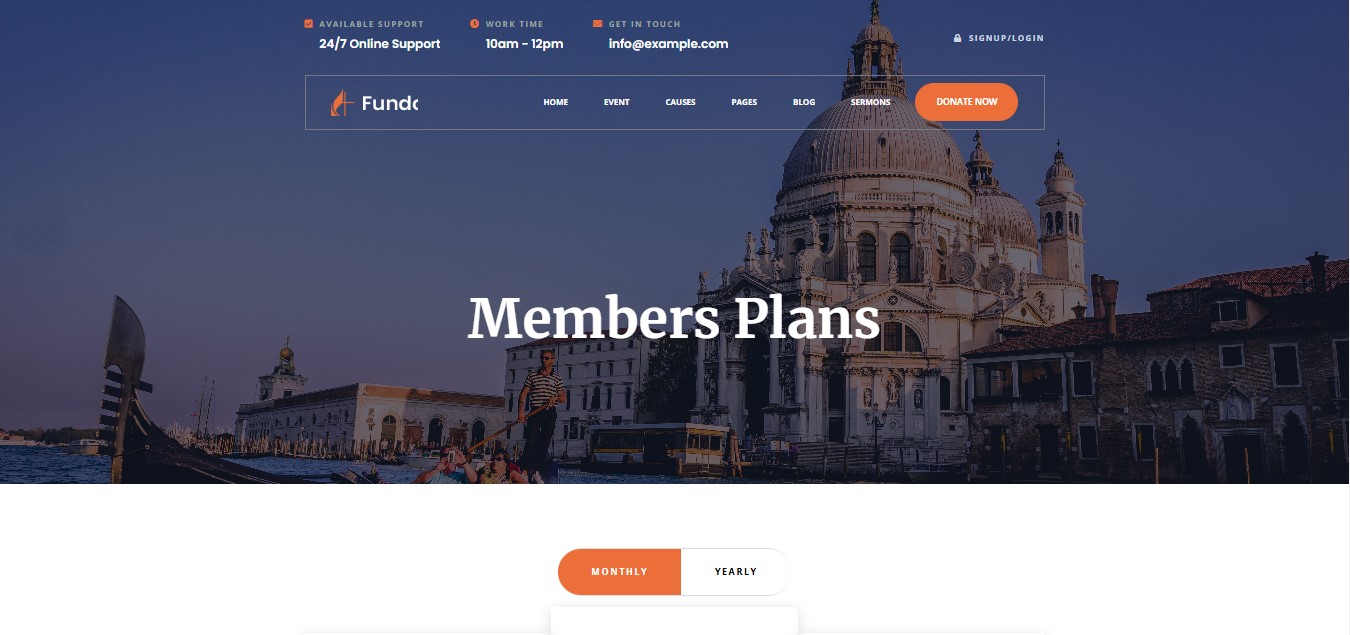 AVAILABLE SUPPORT
24/7 Online Support
WORK TIME
10am - 12pm
GET IN TOUCH
info@example.com
SIGNUP/LOGIN
HOME EVENT CAUSES PAGES BLOG SERMONS DONATE NOW
Members Plans
MONTHLY YEARLY